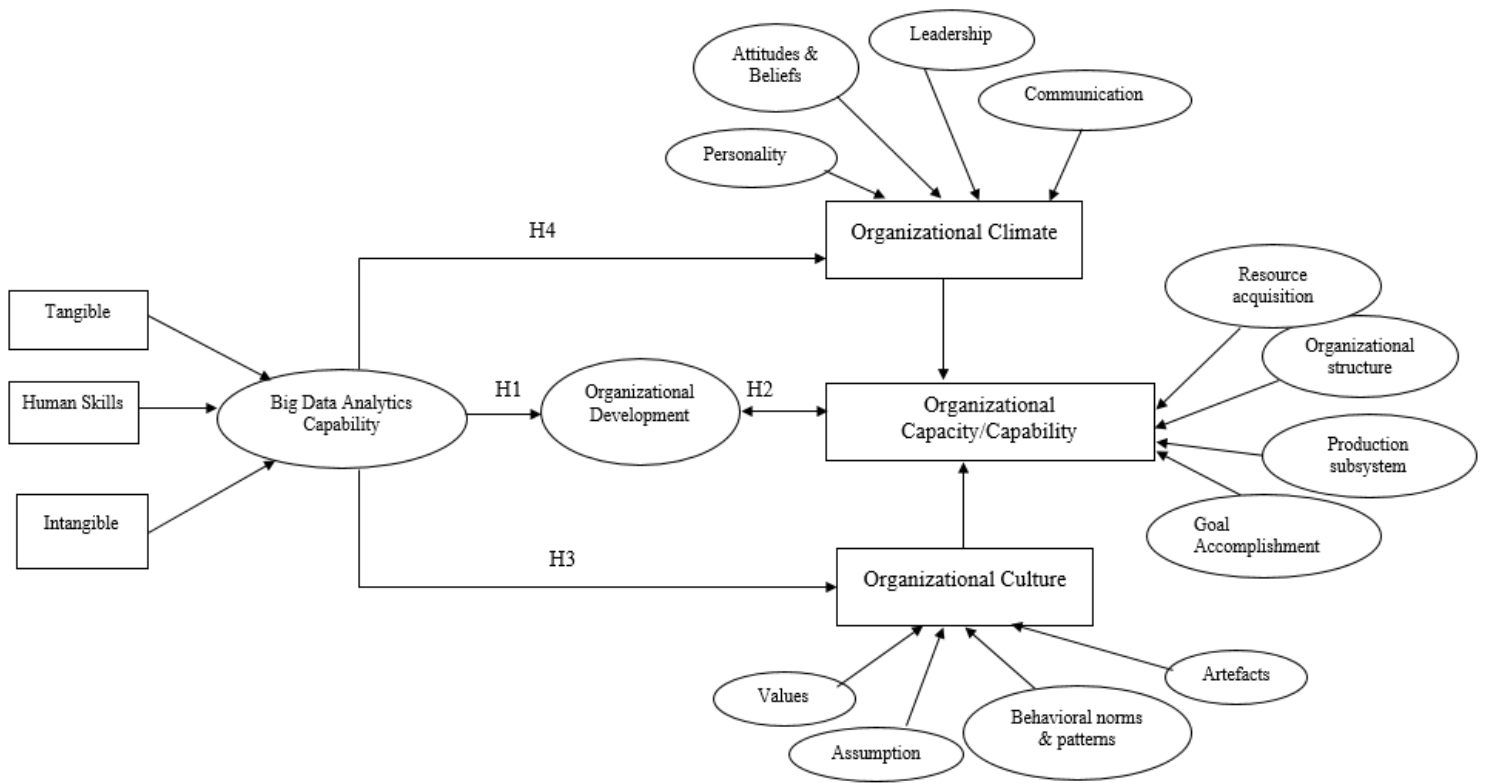 Leadership
Attitudes &
Beliefs
Communication
Personality
H4
Organizational Climate
Resource
acquisition
Tangible
Organizational
structure
Human Skills
Big Data Analytics
Capability
H1
Organizational
Development
H2
Organizational
Capacity/Capability
Production
subsystem
Intangible
Goal
Accomplishment
H3
Organizational Culture
Values
Assumption
Behavioral norms
& patterns
Artefacts